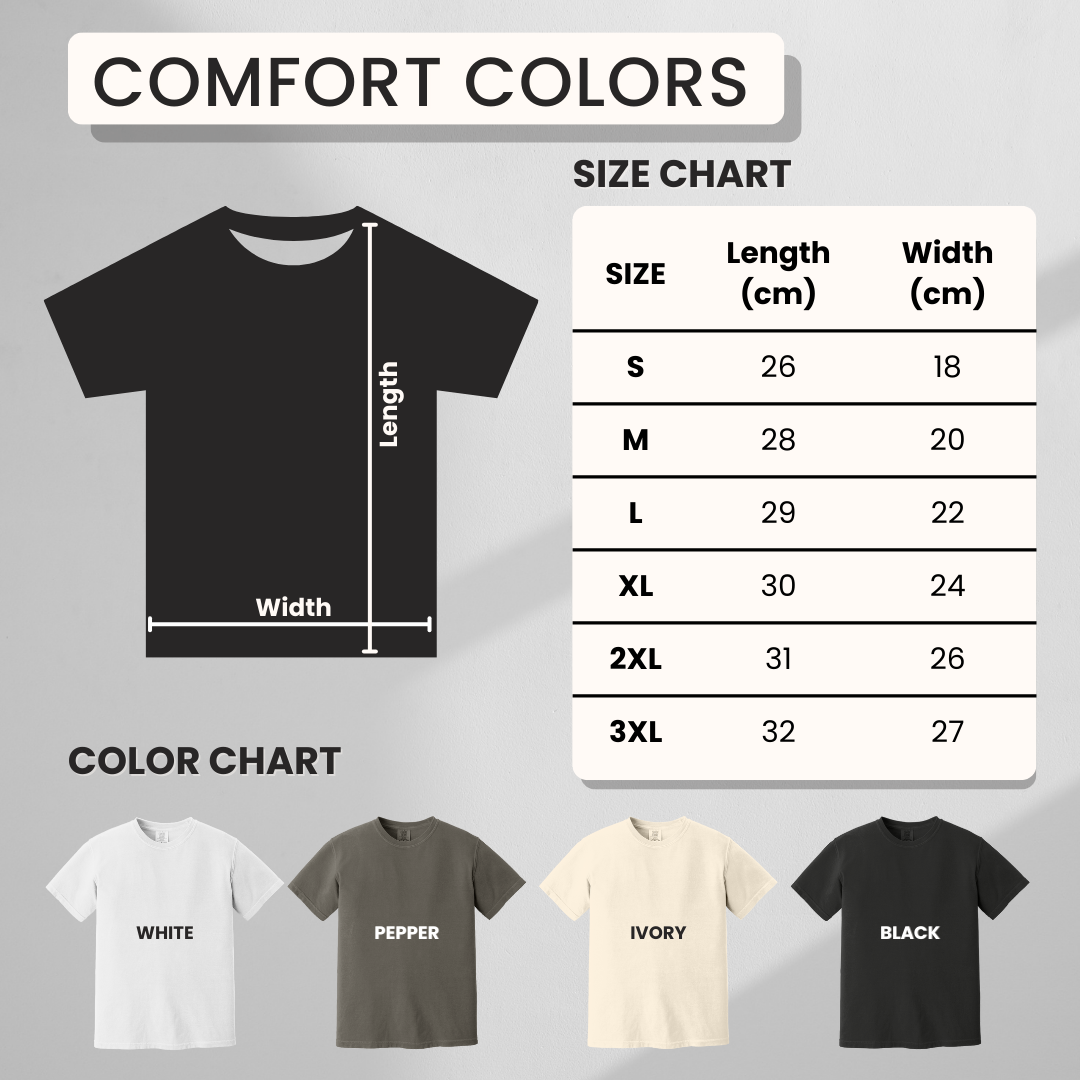 COMFORT COLORS
SIZE CHART
SIZE Length (cm) Width (cm)
S 26 18
M 28 20
L 29 22
XL 30 24
2XL 31 26
3XL 32 27
Length
Width
COLOR CHART
WHITE PEPPER IVORY BLACK